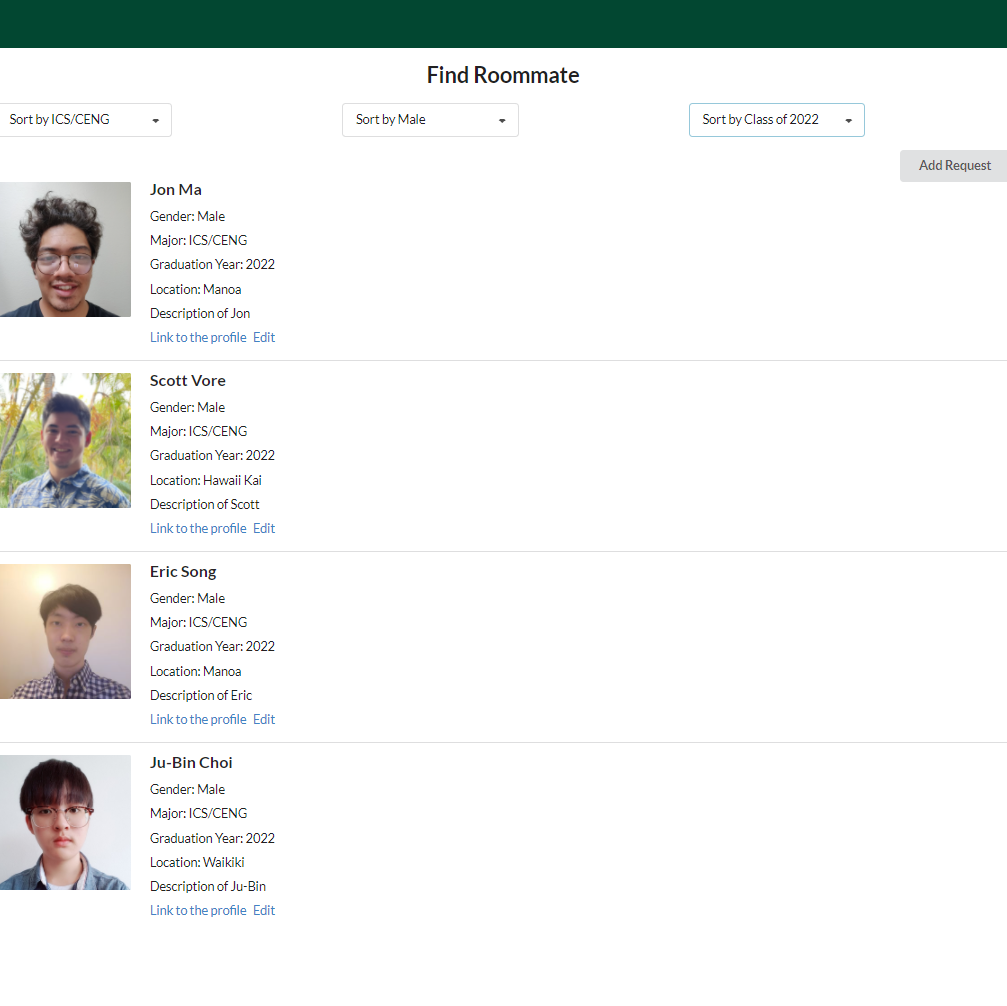 Find Roommate
Sort by ICS/CENG
Sort by Male
Sort by Class of 2022
Add Request
Jon Ma
Gender: Male
Major: ICS/CENG
Graduation Year: 2022
Location: Manoa
Description of Jon
Link to the profile Edit
Scott Vore
Gender: Male
Major: ICS/CENG
Graduation Year: 2022
Location: Hawaii Kai
Description of Scott
Link to the profile Edit
Eric Song
Gender: Male
Major: ICS/CENG
Graduation Year: 2022
Location: Manoa
Description of Eric
Link to the profile Edit
Ju-Bin Choi
Gender: Male
Major: ICS/CENG
Graduation Year: 2022
Location: Waikiki
Description of Ju-Bin
Link to the profile Edit